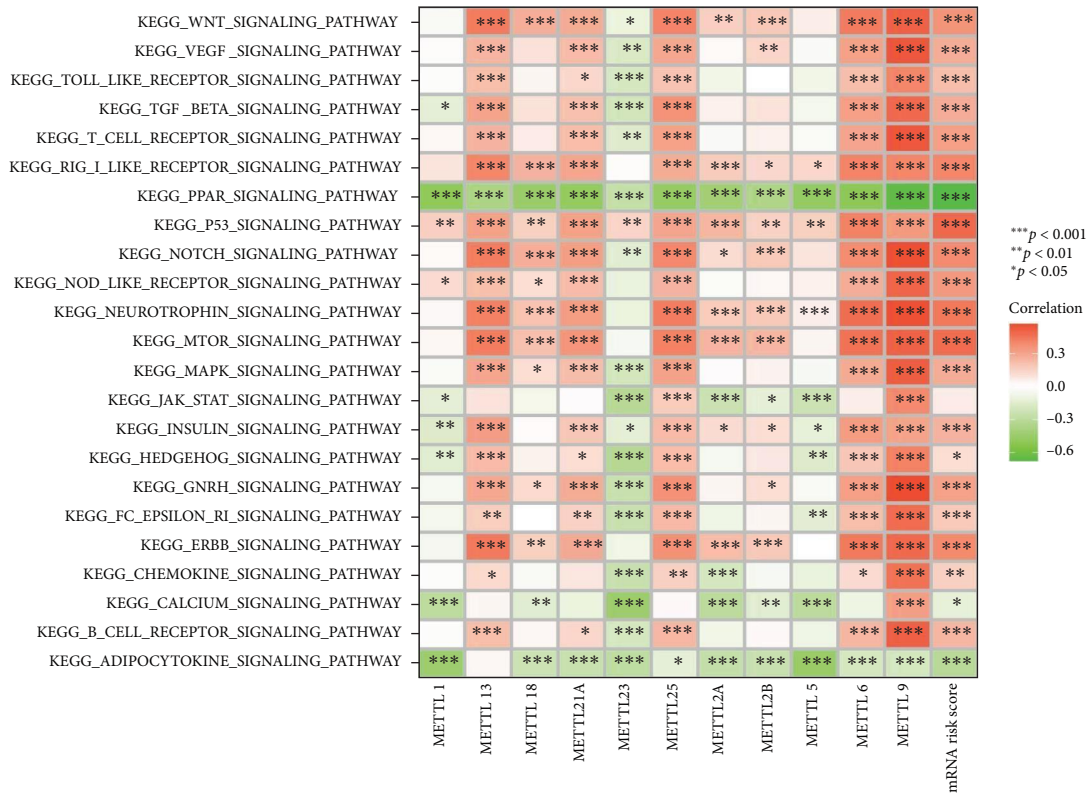 KEGG_WNT_SIGNALING_PATHWAY *** *** *** * *** ** *** *** *** ***
KEGG_VEGF_SIGNALING_PATHWAY *** *** ** *** ** *** *** ***
KEGG_TOLL_LIKE_RECEPTOR_SIGNALING_PATHWAY *** * *** *** *** *** ***
KEGG_TGF_BETA_SIGNALING_PATHWAY * *** *** *** *** *** *** ***
KEGG_T_CELL_RECEPTOR_SIGNALING_PATHWAY *** *** ** *** *** *** ***
KEGG_RIG_I_LIKE_RECEPTOR_SIGNALING_PATHWAY *** *** *** *** *** * * *** *** ***
KEGG_PPAR_SIGNALING_PATHWAY *** *** *** *** *** *** *** *** *** *** *** ***
KEGG_P53_SIGNALING_PATHWAY ** *** ** *** ** *** *** ** ** *** *** ***
KEGG_NOTCH_SIGNALING_PATHWAY *** *** *** ** *** * *** *** *** ***
KEGG_NOD_LIKE_RECEPTOR_SIGNALING_PATHWAY * *** * *** *** *** *** ***
KEGG_NEUROTROPHIN_SIGNALING_PATHWAY *** *** *** *** *** *** *** *** *** ***
KEGG_MTOR_SIGNALING_PATHWAY *** *** *** *** *** *** *** *** ***
KEGG_MAPK_SIGNALING_PATHWAY *** * *** *** *** *** *** ***
KEGG_JAK_STAT_SIGNALING_PATHWAY * *** *** *** * *** ***
KEGG_INSULIN_SIGNALING_PATHWAY ** *** *** * *** * * * *** *** ***
KEGG_HEDGEHOG_SIGNALING_PATHWAY ** *** * *** *** ** *** *** *
KEGG_GNRH_SIGNALING_PATHWAY *** * *** *** *** * *** *** ***
KEGG_FC_EPSILON_RI_SIGNALING_PATHWAY ** ** *** *** ** *** *** ***
KEGG_ERBB_SIGNALING_PATHWAY *** ** *** *** *** *** *** *** ***
KEGG_CHEMOKINE_SIGNALING_PATHWAY * *** ** *** * *** **
KEGG_CALCIUM_SIGNALING_PATHWAY *** ** *** *** ** *** *** *
KEGG_B_CELL_RECEPTOR_SIGNALING_PATHWAY *** * *** *** *** *** ***
KEGG_ADIPOCYTOKINE_SIGNALING_PATHWAY *** *** *** *** * *** *** *** *** *** ***
METTL 1
METTL 13
METTL 18
METTL21A
METTL23
METTL25
METTL2A
METTL2B
METTL 5
METTL 6
METTL 9
mRNA risk score
***p < 0.001
**p < 0.01
*p < 0.05
Correlation
0.3
0.0
−0.3
−0.6